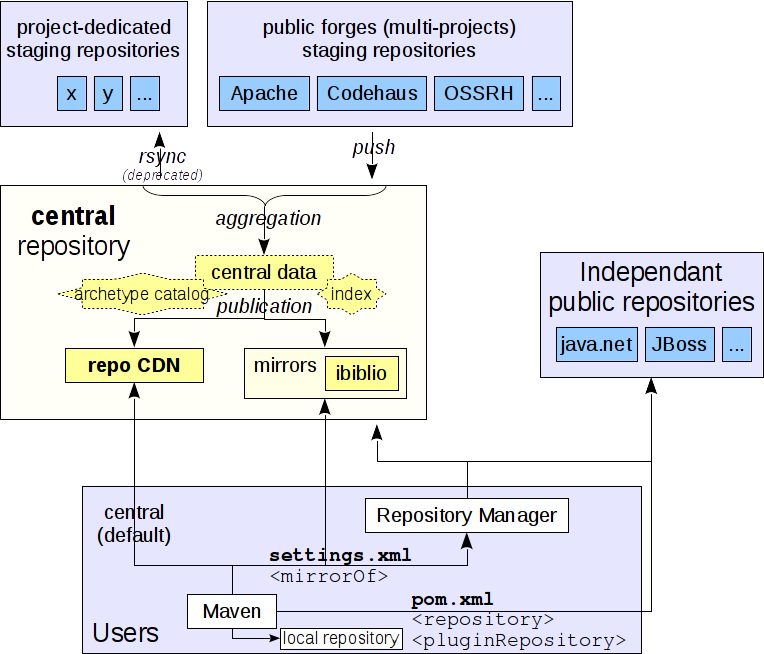 project-dedicated
staging repositories
x
y
...
public forges (multi-projects)
staging repositories
Apache
Codehaus
OSSRH
...
rsync
(deprecated)
push
central
repository
aggregation
central data
archetype catalog
index
publication
repo CDN
mirrors
ibiblio
Independant
public repositories
java.net
JBoss
...
central
(default)
Repository Manager
settings.xml
<mirrorOf>
Maven
pom.xml
<repository>
<pluginRepository>
local repository
Users